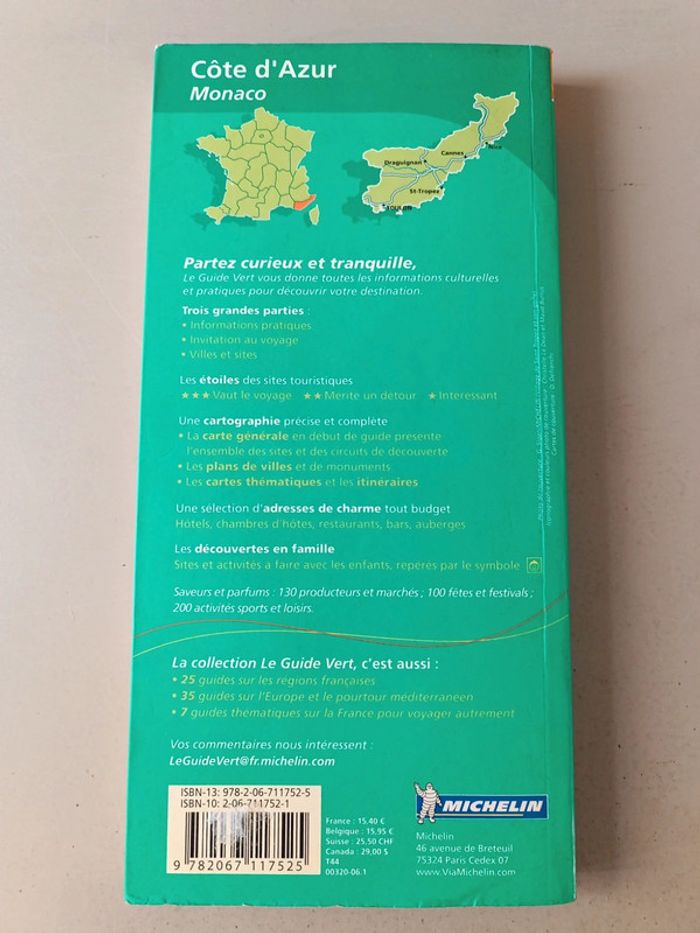 Côte d'Azur
Monaco
Draguignan
Cannes
Nice
St-Tropez
TOULON
Partez curieux et tranquille,
Le Guide Vert vous donne toutes les informations culturelles
et pratiques pour découvrir votre destination.
Trois grandes parties :
• Informations pratiques
• Invitation au voyage
• Villes et sites
Les étoiles des sites touristiques
★★★ Vaut le voyage ★★ Mérite un détour ★ Intéressant
Une cartographie précise et complète
• La carte générale en début de guide présente
l'ensemble des sites et des circuits de découverte
• Les plans de villes et de monuments
• Les cartes thématiques et les itinéraires
Une sélection d'adresses de charme tout budget
Hôtels, chambres d'hôtes, restaurants, bars, auberges
Les découvertes en famille
Sites et activités à faire avec les enfants, repérés par le symbole
Saveurs et parfums : 130 producteurs et marchés ; 100 fêtes et festivals ;
200 activités sports et loisirs.
La collection Le Guide Vert, c'est aussi :
• 25 guides sur les régions françaises
• 35 guides sur l'Europe et le pourtour méditerranéen
• 7 guides thématiques sur la France pour voyager autrement
Vos commentaires nous intéressent :
LeGuideVert@fr.michelin.com
ISBN-13: 978-2-06-711752-5
ISBN-10: 2-06-711752-1
9 782067 117525
France : 15,40 €
Belgique : 15,95 €
Suisse : 25,50 CHF
Canada : 29,00 $
T44
00320-06.1
MICHELIN
Michelin
46 avenue de Breteuil
75324 Paris Cedex 07
www.ViaMichelin.com
Cartes de couverture : D. Defranchi